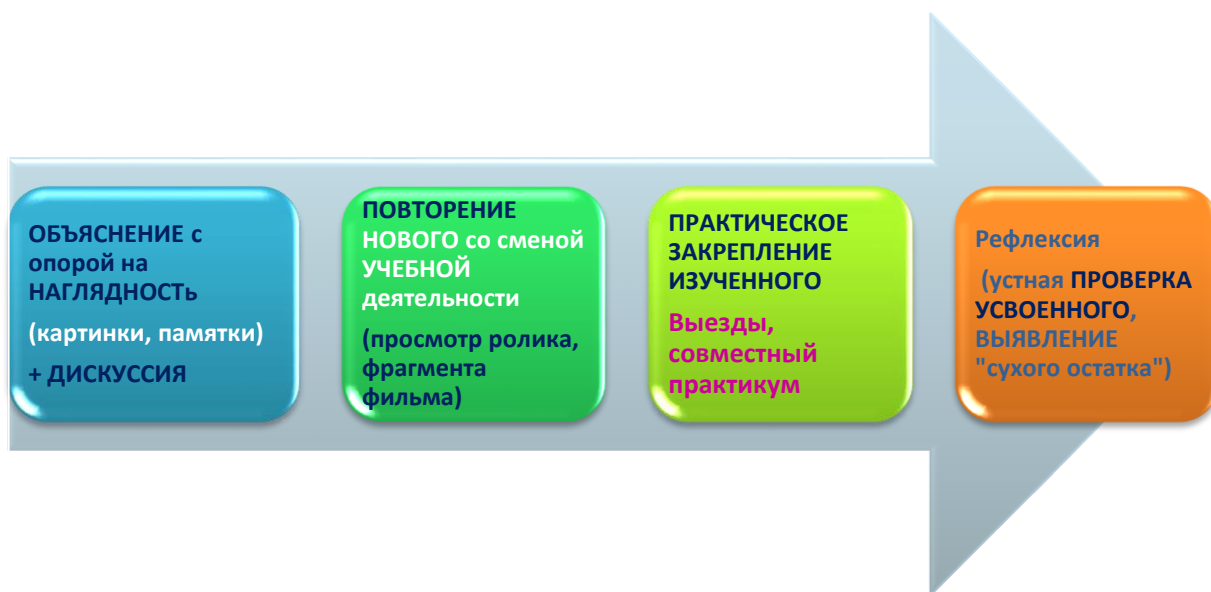 ОБЪЯСНЕНИЕ с
опорой на
НАГЛЯДНОСТЬ
(картинки, памятки)
+ ДИСКУССИЯ
ПОВТОРЕНИЕ
НОВОГО со сменой
УЧЕБНОЙ
деятельности
(просмотр ролика,
фрагмента
фильма)
ПРАКТИЧЕСКОЕ
ЗАКРЕПЛЕНИЕ
ИЗУЧЕННОГО
Выезды,
совместный
практикум
Рефлексия
(устная ПРОВЕРКА
УСВОЕННОГО,
ВЫЯВЛЕНИЕ
"сухого остатка")